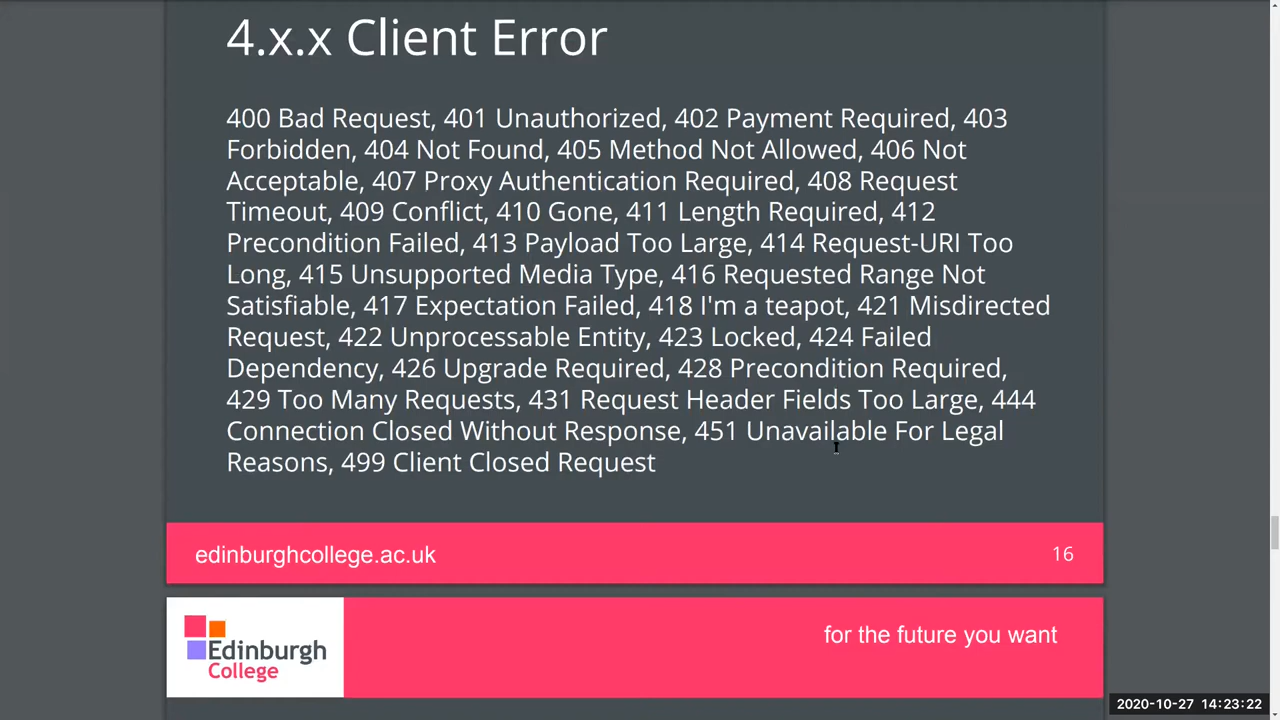 4.x.x Client Error
400 Bad Request, 401 Unauthorized, 402 Payment Required, 403
Forbidden, 404 Not Found, 405 Method Not Allowed, 406 Not
Acceptable, 407 Proxy Authentication Required, 408 Request
Timeout, 409 Conflict, 410 Gone, 411 Length Required, 412
Precondition Failed, 413 Payload Too Large, 414 Request-URI Too
Long, 415 Unsupported Media Type, 416 Requested Range Not
Satisfiable, 417 Expectation Failed, 418 I'm a teapot, 421 Misdirected
Request, 422 Unprocessable Entity, 423 Locked, 424 Failed
Dependency, 426 Upgrade Required, 428 Precondition Required,
429 Too Many Requests, 431 Request Header Fields Too Large, 444
Connection Closed Without Response, 451 Unavailable For Legal
Reasons, 499 Client Closed Request
edinburghcollege.ac.uk
16
Edinburgh
College
for the future you want
2020-10-27 14:23:22